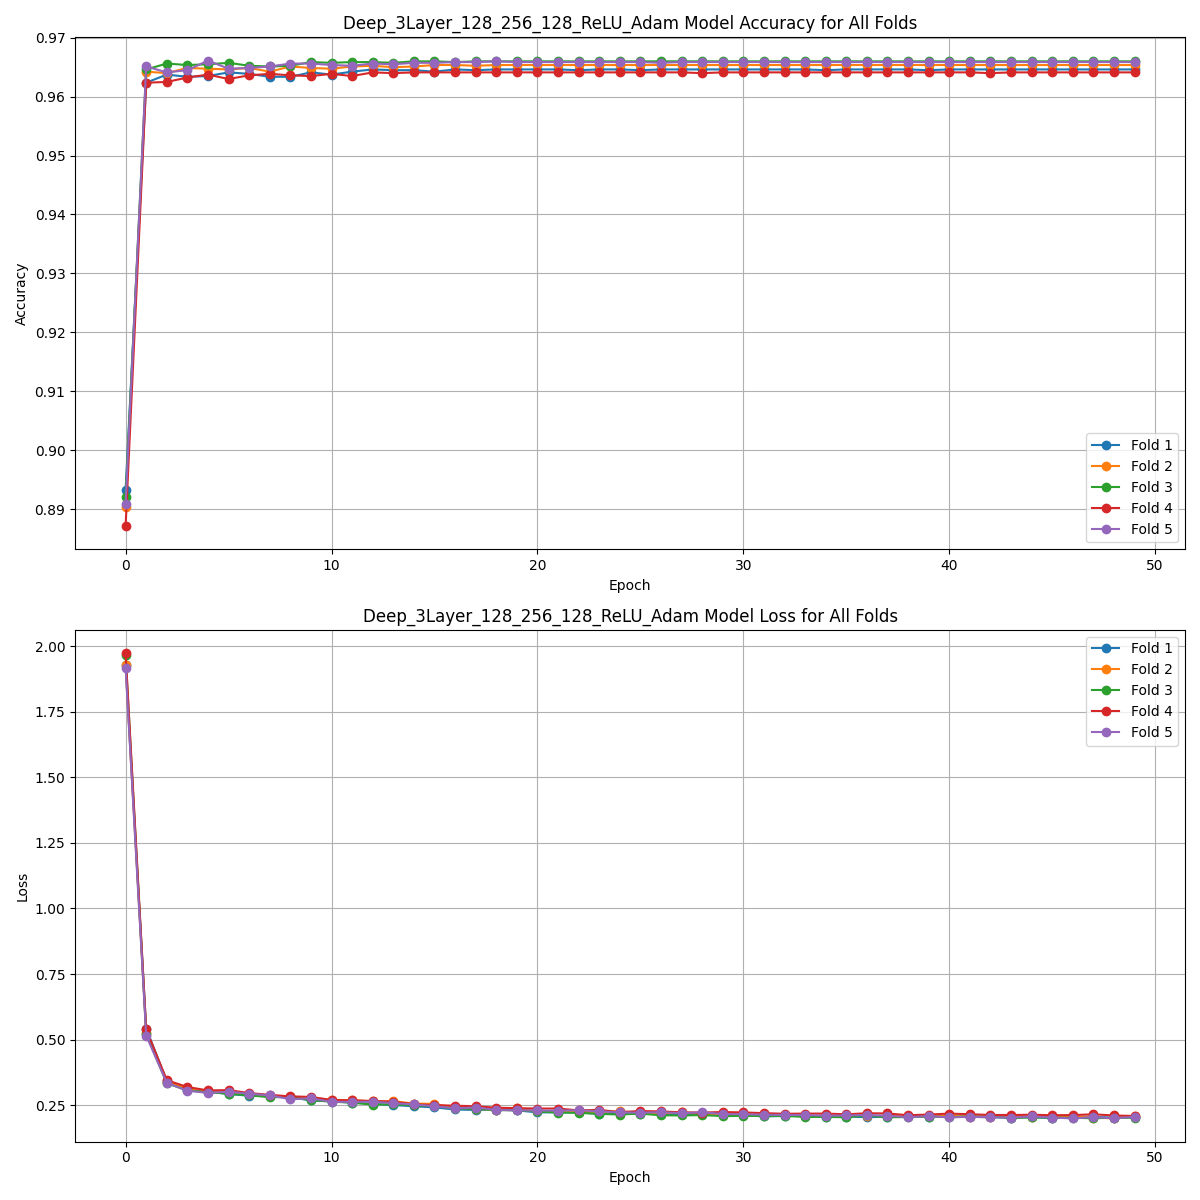 Deep_3Layer_128_256_128_ReLU_Adam Model Accuracy for All Folds
0.97
0.96
0.95
0.94
0.93
0.92
0.91
0.90
0.89
Accuracy
Fold 1
Fold 2
Fold 3
Fold 4
Fold 5
0 10 20 30 40 50
Epoch
Deep_3Layer_128_256_128_ReLU_Adam Model Loss for All Folds
2.00
1.75
1.50
1.25
1.00
0.75
0.50
0.25
Loss
Fold 1
Fold 2
Fold 3
Fold 4
Fold 5
0 10 20 30 40 50
Epoch